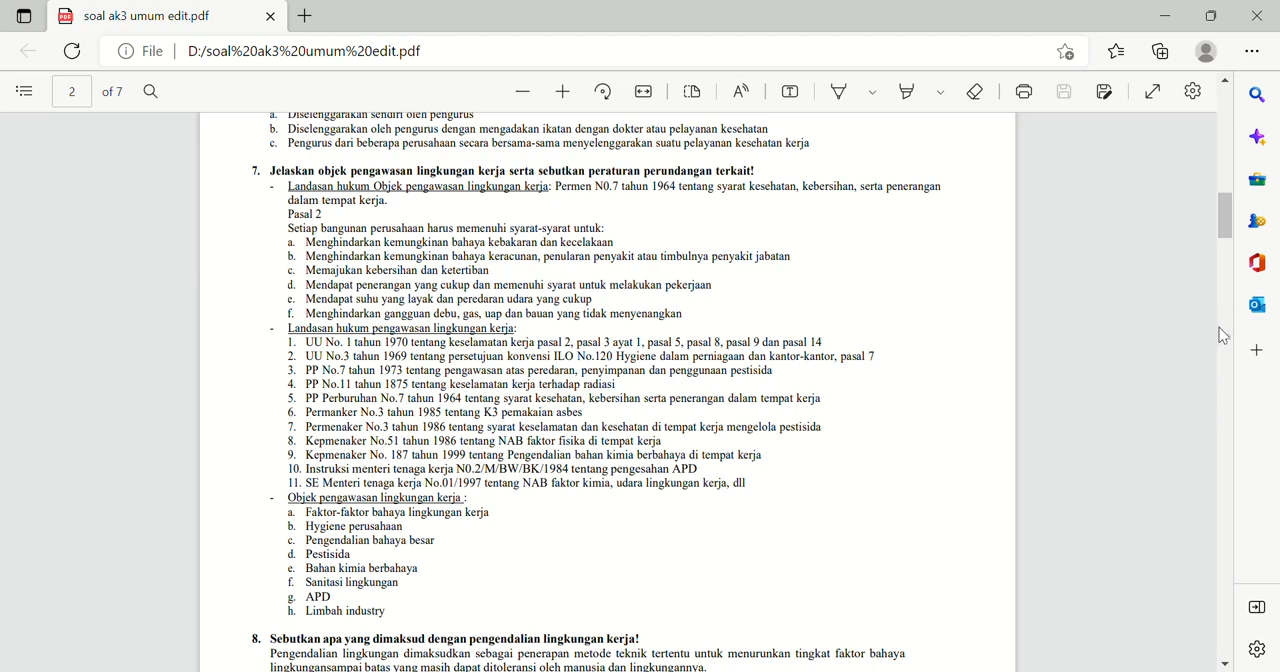 soal ak3 umum edit.pdf
File
D:/soal%20ak3%20umum%20edit.pdf
2 of 7
a. Diselenggarakan sendiri oleh pengurus
b. Diselenggarakan oleh pengurus dengan mengadakan ikatan dengan dokter atau pelayanan kesehatan
c. Pengurus dari beberapa perusahaan secara bersama-sama menyelenggarakan suatu pelayanan kesehatan kerja
7. Jelaskan objek pengawasan lingkungan kerja serta sebutkan peraturan perundangan terkait!
- Landasan hukum Objek pengawasan lingkungan kerja: Permen N0.7 tahun 1964 tentang syarat kesehatan, kebersihan, serta penerangan
dalam tempat kerja.
Pasal 2
Setiap bangunan perusahaan harus memenuhi syarat-syarat untuk:
a. Menghindarkan kemungkinan bahaya kebakaran dan kecelakaan
b. Menghindarkan kemungkinan bahaya keracunan, penularan penyakit atau timbulnya penyakit jabatan
c. Memajukan kebersihan dan ketertiban
d. Mendapat penerangan yang cukup dan memenuhi syarat untuk melakukan pekerjaan
e. Mendapat suhu yang layak dan peredaran udara yang cukup
f. Menghindarkan gangguan debu, gas, uap dan bauan yang tidak menyenangkan
- Landasan hukum pengawasan lingkungan kerja:
1. UU No. 1 tahun 1970 tentang keselamatan kerja pasal 2, pasal 3 ayat 1, pasal 5, pasal 8, pasal 9 dan pasal 14
2. UU No.3 tahun 1969 tentang persetujuan konvensi ILO No.120 Hygiene dalam perniagaan dan kantor-kantor, pasal 7
3. PP No.7 tahun 1973 tentang pengawasan atas peredaran, penyimpanan dan penggunaan pestisida
4. PP No.11 tahun 1875 tentang keselamatan kerja terhadap radiasi
5. PP Perburuhan No.7 tahun 1964 tentang syarat kesehatan, kebersihan serta penerangan dalam tempat kerja
6. Permanker No.3 tahun 1985 tentang K3 pemakaian asbes
7. Permenaker No.3 tahun 1986 tentang syarat keselamatan dan kesehatan di tempat kerja mengelola pestisida
8. Kepmenaker No.51 tahun 1986 tentang NAB faktor fisika di tempat kerja
9. Kepmenaker No. 187 tahun 1999 tentang Pengendalian bahan kimia berbahaya di tempat kerja
10. Instruksi menteri tenaga kerja N0.2/M/BW/BK/1984 tentang pengesahan APD
11. SE Menteri tenaga kerja No.01/1997 tentang NAB faktor kimia, udara lingkungan kerja, dll
- Objek pengawasan lingkungan kerja :
a. Faktor-faktor bahaya lingkungan kerja
b. Hygiene perusahaan
c. Pengendalian bahaya besar
d. Pestisida
e. Bahan kimia berbahaya
f. Sanitasi lingkungan
g. APD
h. Limbah industry
8. Sebutkan apa yang dimaksud dengan pengendalian lingkungan kerja!
Pengendalian lingkungan dimaksudkan sebagai penerapan metode teknik tertentu untuk menurunkan tingkat faktor bahaya
lingkungansampai batas yang masih dapat ditoleransi oleh manusia dan lingkungannya.